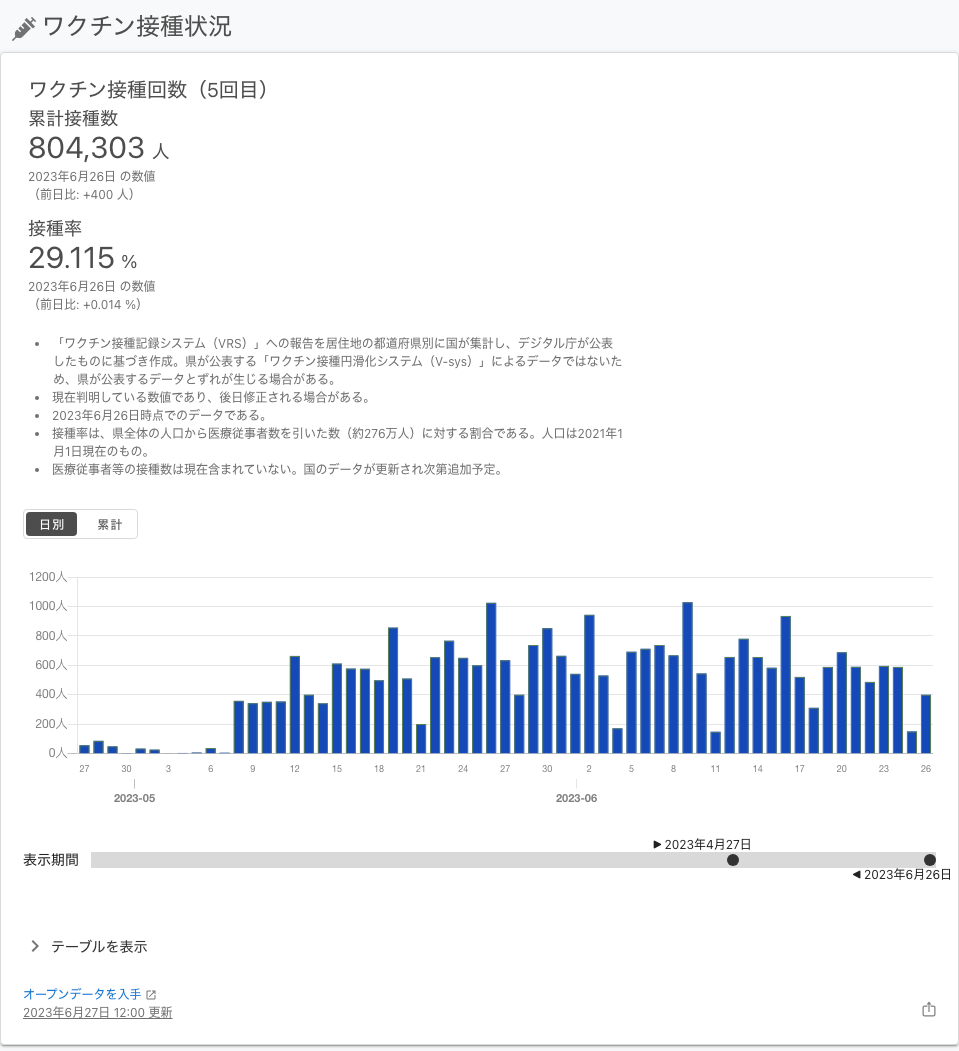 ワクチン接種状況
ワクチン接種回数（5回目）
累計接種数
804,303 人
2023年6月26日 の数値
（前日比: +400 人）
接種率
29.115 %
2023年6月26日 の数値
（前日比: +0.014 %）
• 「ワクチン接種記録システム（VRS）」への報告を居住地の都道府県別に国が集計し、デジタル庁が公表
したものに基づき作成。県が公表する「ワクチン接種円滑化システム（V-sys）」によるデータではないた
め、県が公表するデータとずれが生じる場合がある。
• 現在判明している数値であり、後日修正される場合がある。
• 2023年6月26日時点でのデータである。
• 接種率は、県全体の人口から医療従事者数を引いた数（約276万人）に対する割合である。人口は2021年1
月1日現在のもの。
• 医療従事者等の接種数は現在含まれていない。国のデータが更新され次第追加予定。
日別 累計
1200人
1000人
800人
600人
400人
200人
0人
27 30 3 6 9 12 15 18 21 24 27 30 2 5 8 11 14 17 20 23 26
2023-05 2023-06
▶ 2023年4月27日
表示期間
◀ 2023年6月26日
テーブルを表示
オープンデータを入手
2023年6月27日 12:00 更新